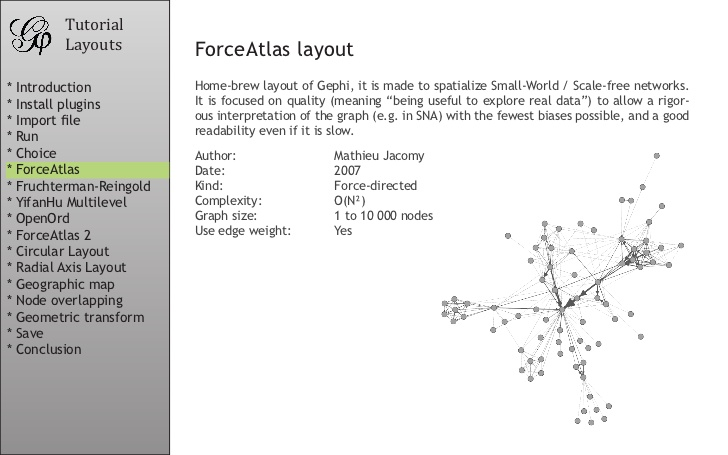 Tutorial
Layouts
* Introduction
* Install plugins
* Import file
* Run
* Choice
* ForceAtlas
* Fruchterman-Reingold
* YifanHu Multilevel
* OpenOrd
* ForceAtlas 2
* Circular Layout
* Radial Axis Layout
* Geographic map
* Node overlapping
* Geometric transform
* Save
* Conclusion
ForceAtlas layout
Home-brew layout of Gephi, it is made to spatialize Small-World / Scale-free networks.
It is focused on quality (meaning “being useful to explore real data”) to allow a rigor-
ous interpretation of the graph (e.g. in SNA) with the fewest biases possible, and a good
readability even if it is slow.
Author: Mathieu Jacomy
Date: 2007
Kind: Force-directed
Complexity: O(N²)
Graph size: 1 to 10 000 nodes
Use edge weight: Yes